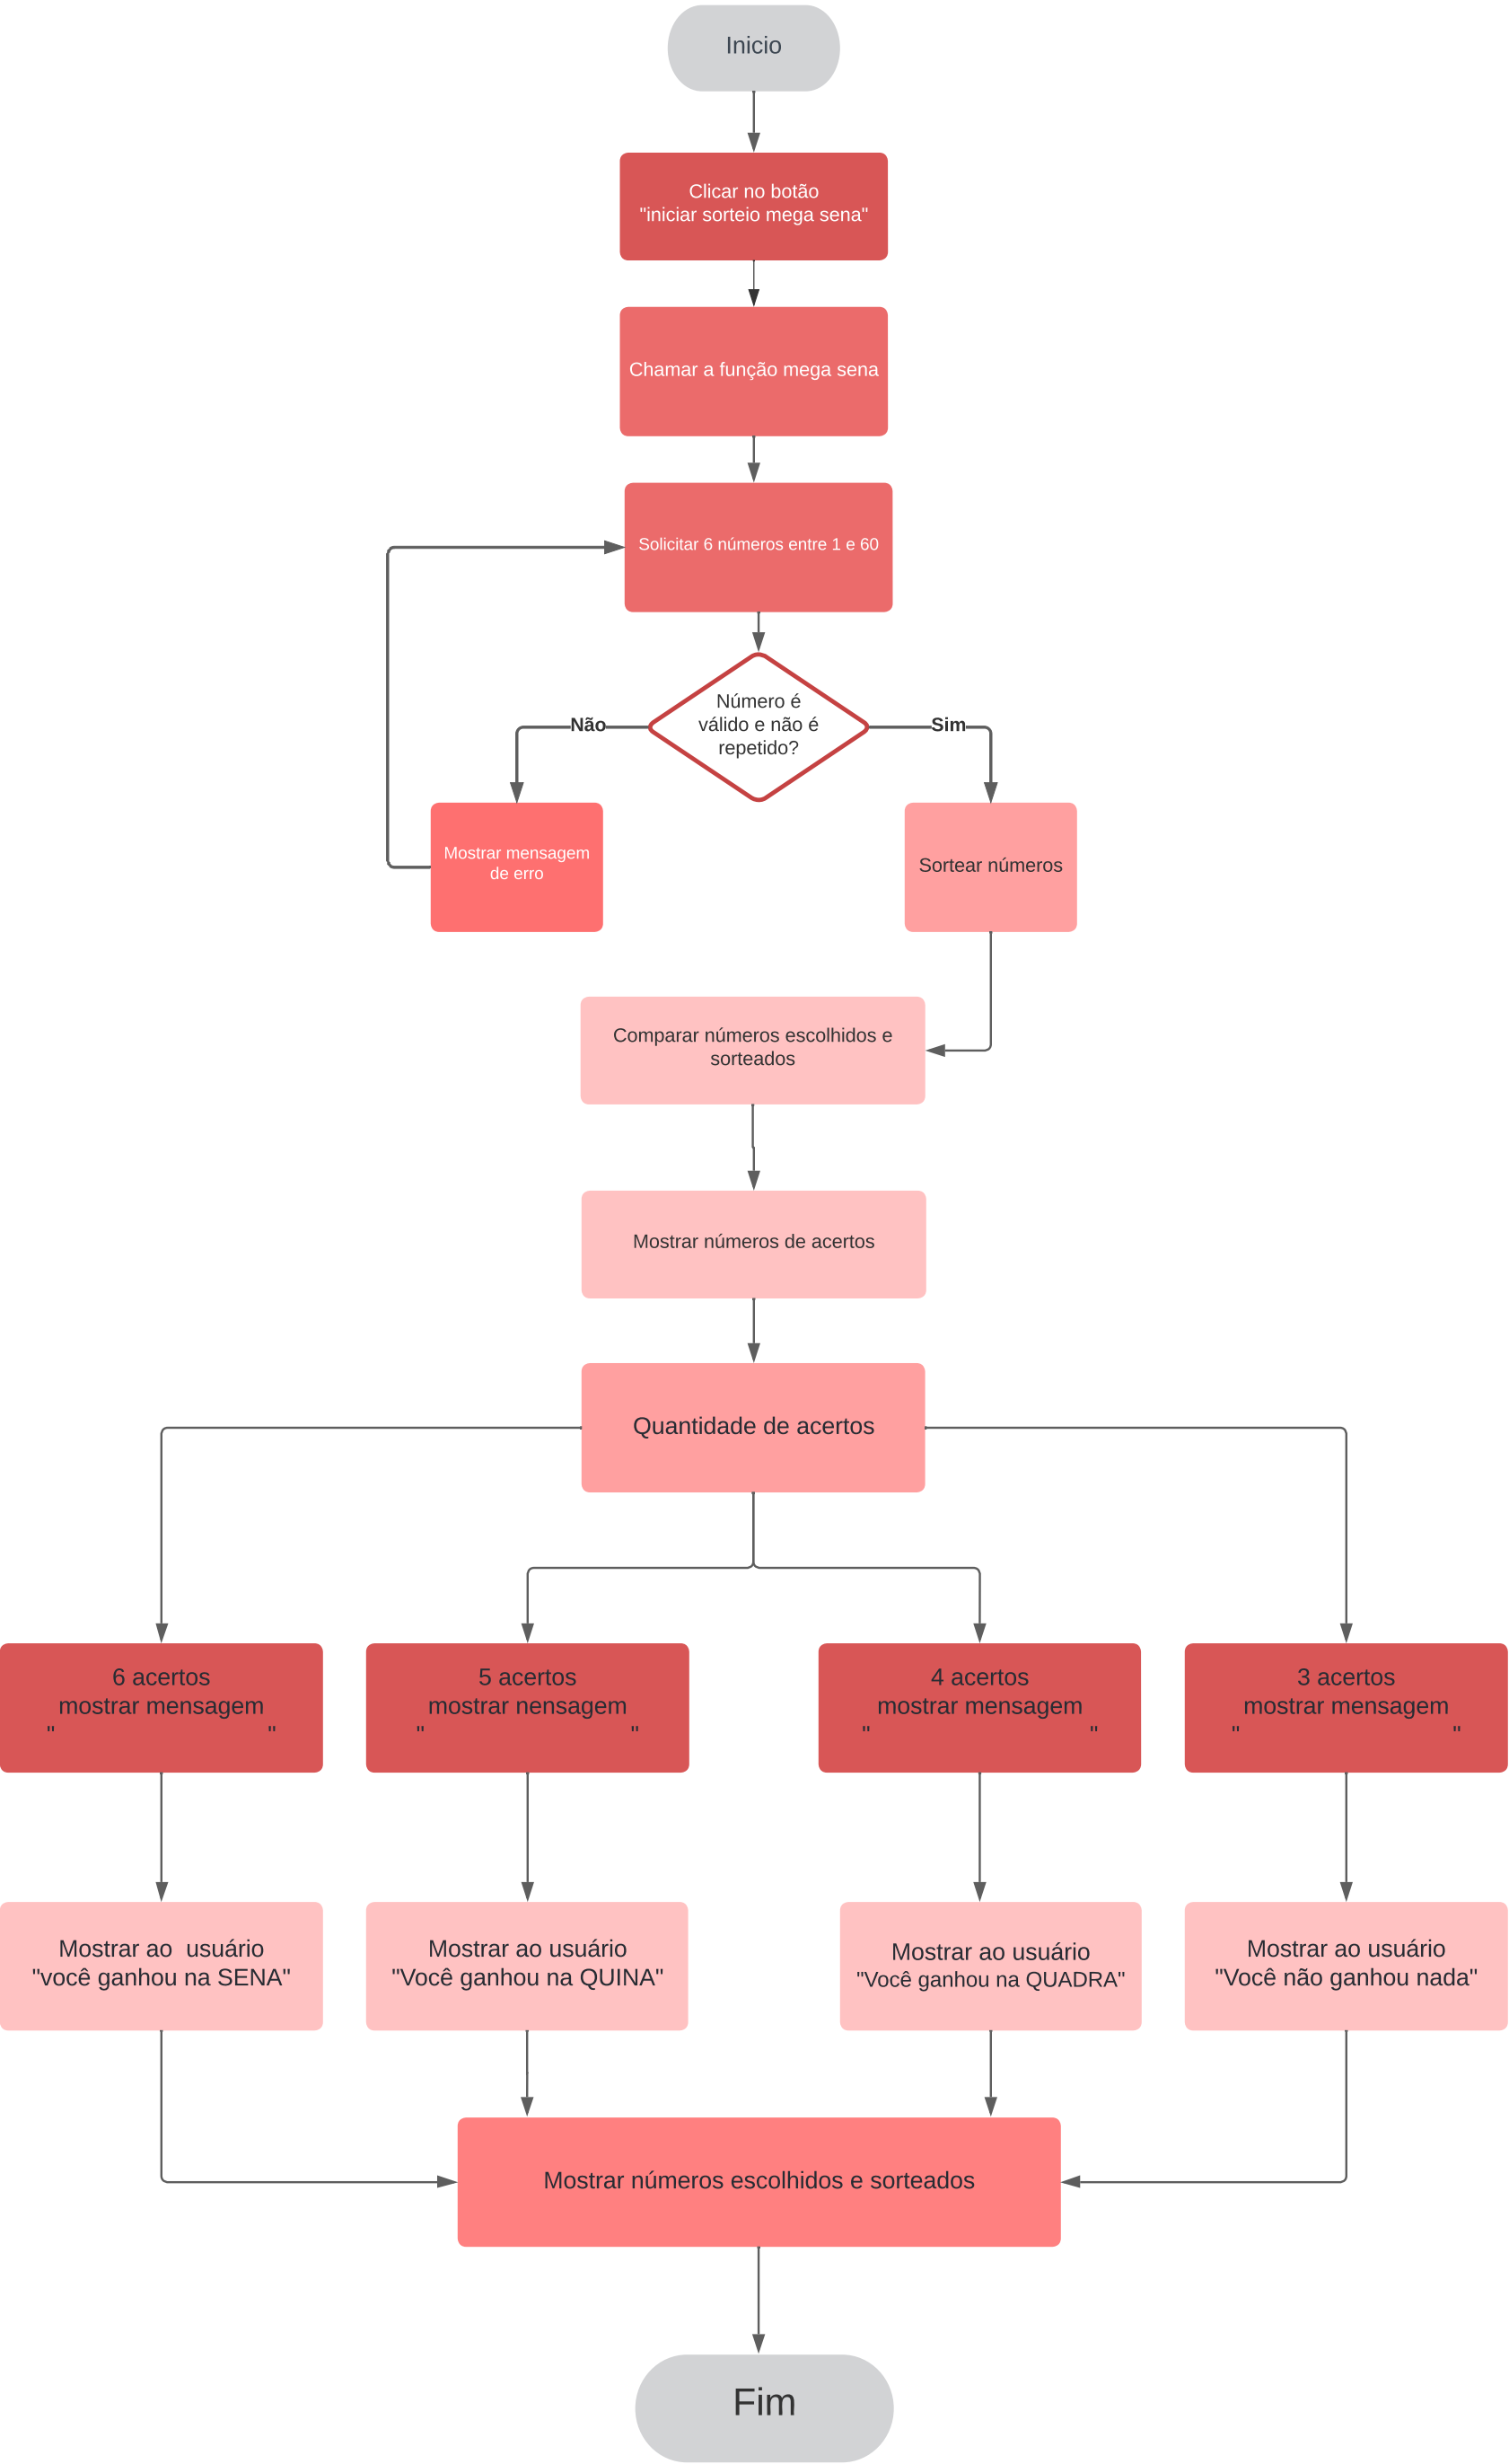 Inicio
Clicar no botão
"iniciar sorteio mega sena"
Chamar a função mega sena
Solicitar 6 números entre 1 e 60
Número é
válido e não é
repetido?
Não
Sim
Mostrar mensagem
de erro
Sortear números
Comparar números escolhidos e
sorteados
Mostrar números de acertos
Quantidade de acertos
6 acertos
mostrar mensagem
" "
5 acertos
mostrar nensagem
" "
4 acertos
mostrar mensagem
" "
3 acertos
mostrar mensagem
" "
Mostrar ao  usuário
"você ganhou na SENA"
Mostrar ao usuário
"Você ganhou na QUINA"
Mostrar ao usuário
"Você ganhou na QUADRA"
Mostrar ao usuário
"Você não ganhou nada"
Mostrar números escolhidos e sorteados
Fim